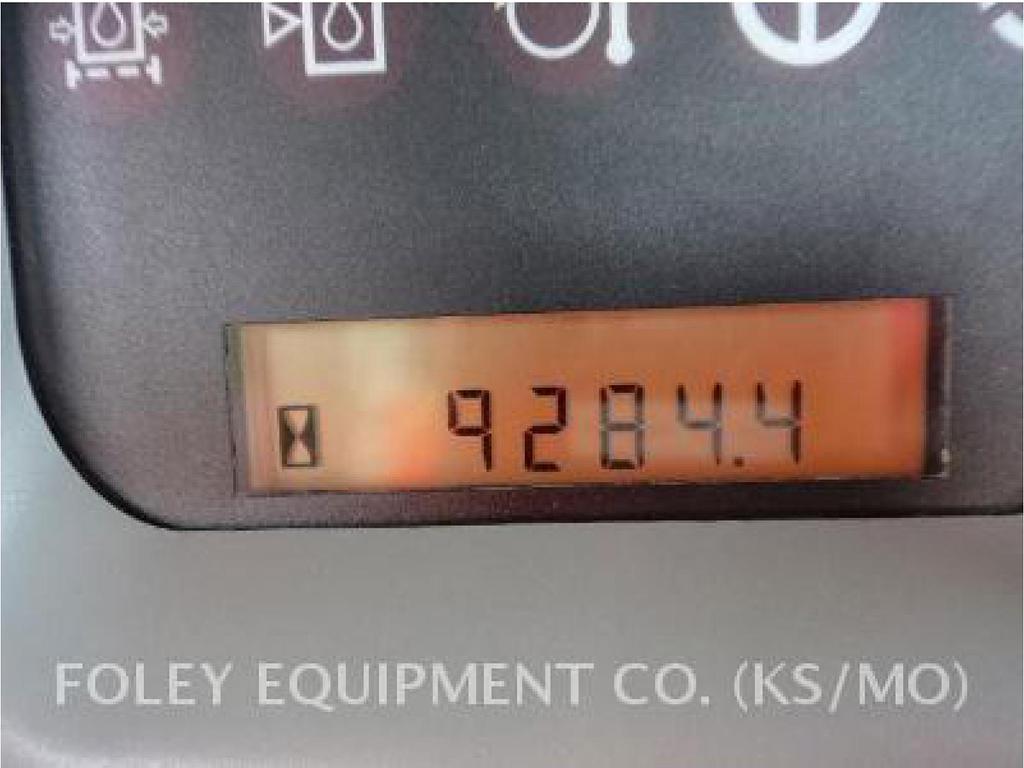 9284.4
FOLEY EQUIPMENT CO. (KS/MO)